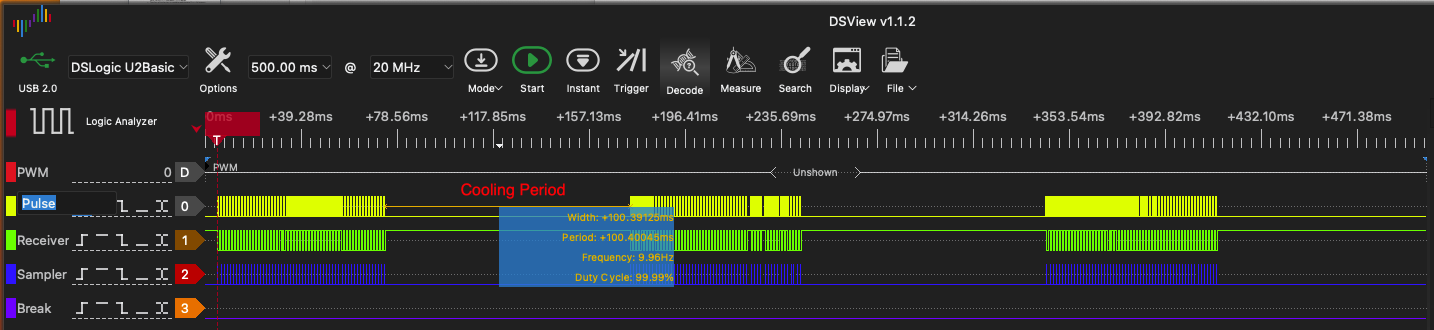 DSView v1.1.2
DSLogic U2Basic 500.00 ms @ 20 MHz
USB 2.0 Options Mode Start Instant Trigger Decode Measure Search Display File
Logic Analyzer 0ms +39.28ms +78.56ms +117.85ms +157.13ms +196.41ms +235.69ms +274.97ms +314.26ms +353.54ms +392.82ms +432.10ms +471.38ms
T
PWM 0 D PWM Unshown
Cooling Period
Pulse 0
Width: +100.39125ms
Receiver 1
Period: +100.40045ms
Frequency: 9.96Hz
Sampler 2
Duty Cycle: 99.99%
Break 3